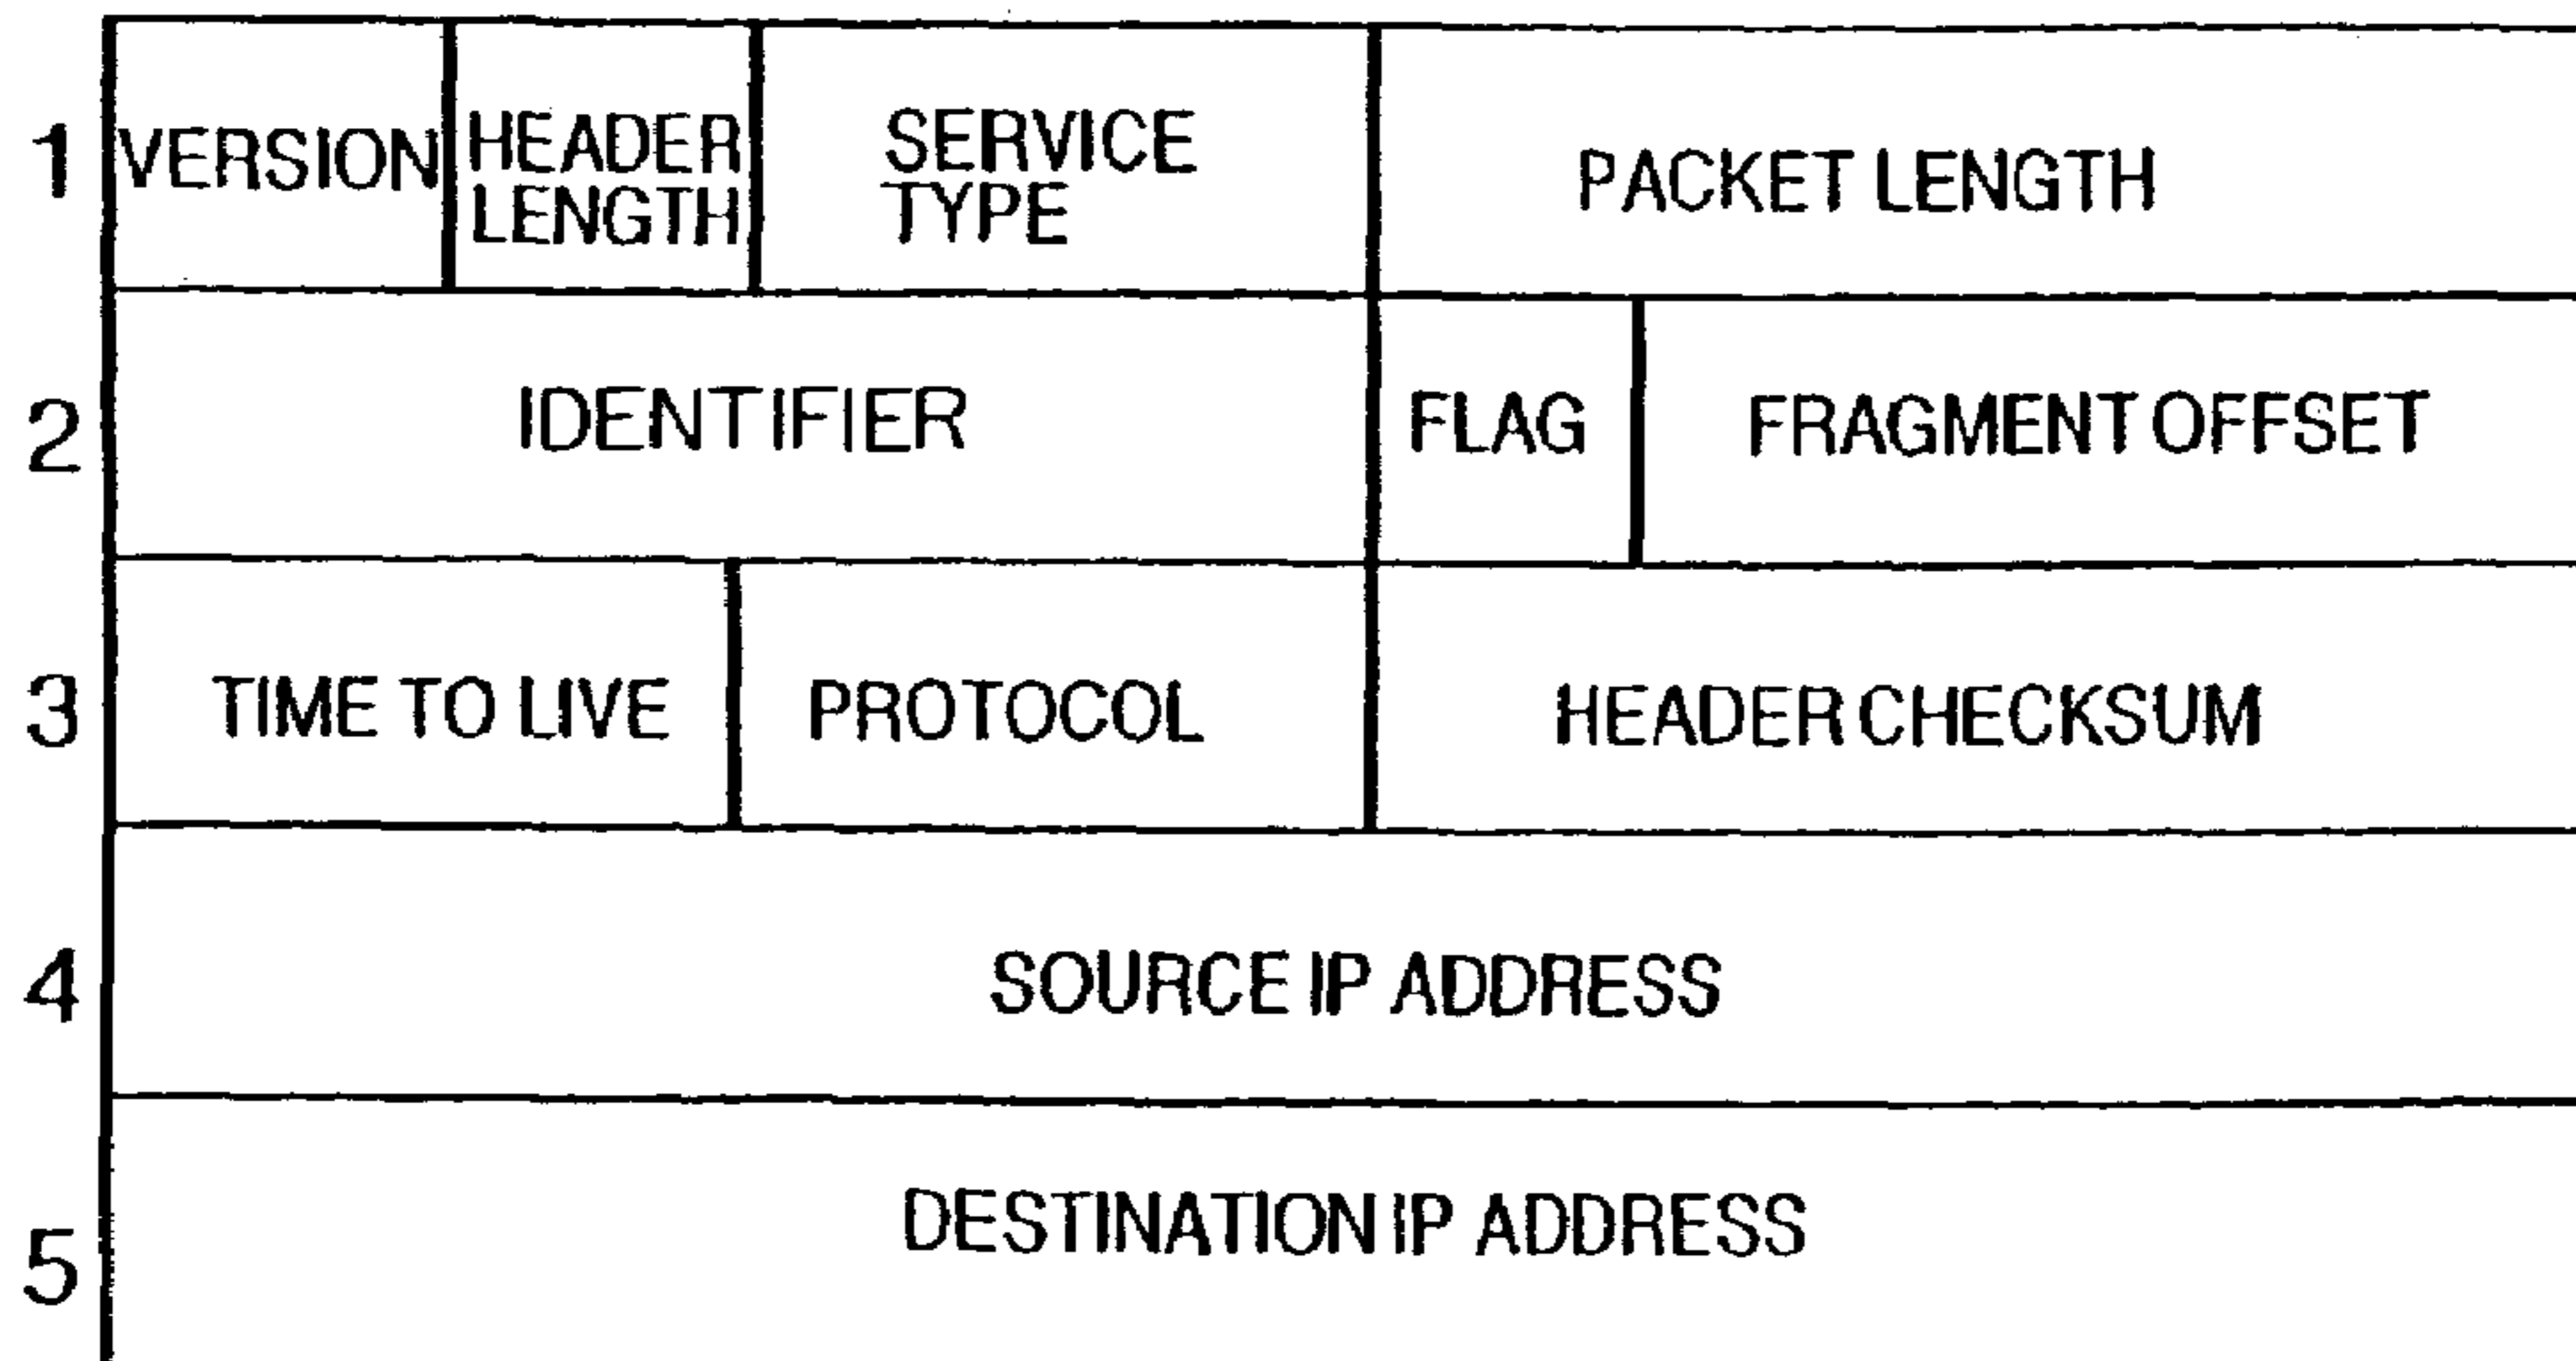 1 VERSION HEADER LENGTH SERVICE TYPE PACKET LENGTH
2 IDENTIFIER FLAG FRAGMENT OFFSET
3 TIME TO LIVE PROTOCOL HEADER CHECKSUM
4 SOURCE IP ADDRESS
5 DESTINATION IP ADDRESS